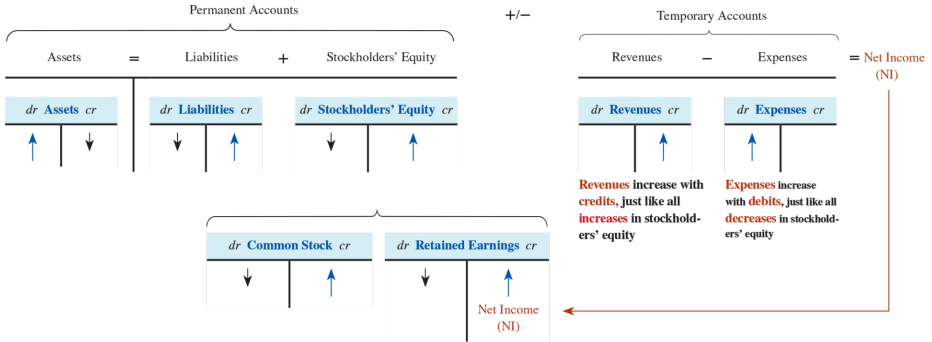 Permanent Accounts
+/−
Temporary Accounts
Assets = Liabilities + Stockholders' Equity
Revenues − Expenses = Net Income
(NI)
dr Assets cr
dr Liabilities cr
dr Stockholders' Equity cr
dr Revenues cr
dr Expenses cr
Revenues increase with
credits, just like all
increases in stockhold-
ers' equity
Expenses increase
with debits, just like all
decreases in stockhold-
ers' equity
dr Common Stock cr
dr Retained Earnings cr
Net Income
(NI)